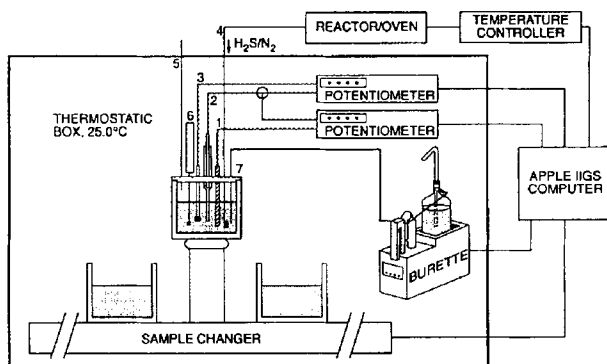 REACTOR/OVEN
TEMPERATURE
CONTROLLER
4
H₂S/N₂
5
3
POTENTIOMETER
2
THERMOSTATIC
BOX, 25.0°C
6
1
POTENTIOMETER
7
APPLE IIGS
COMPUTER
BURETTE
SAMPLE CHANGER